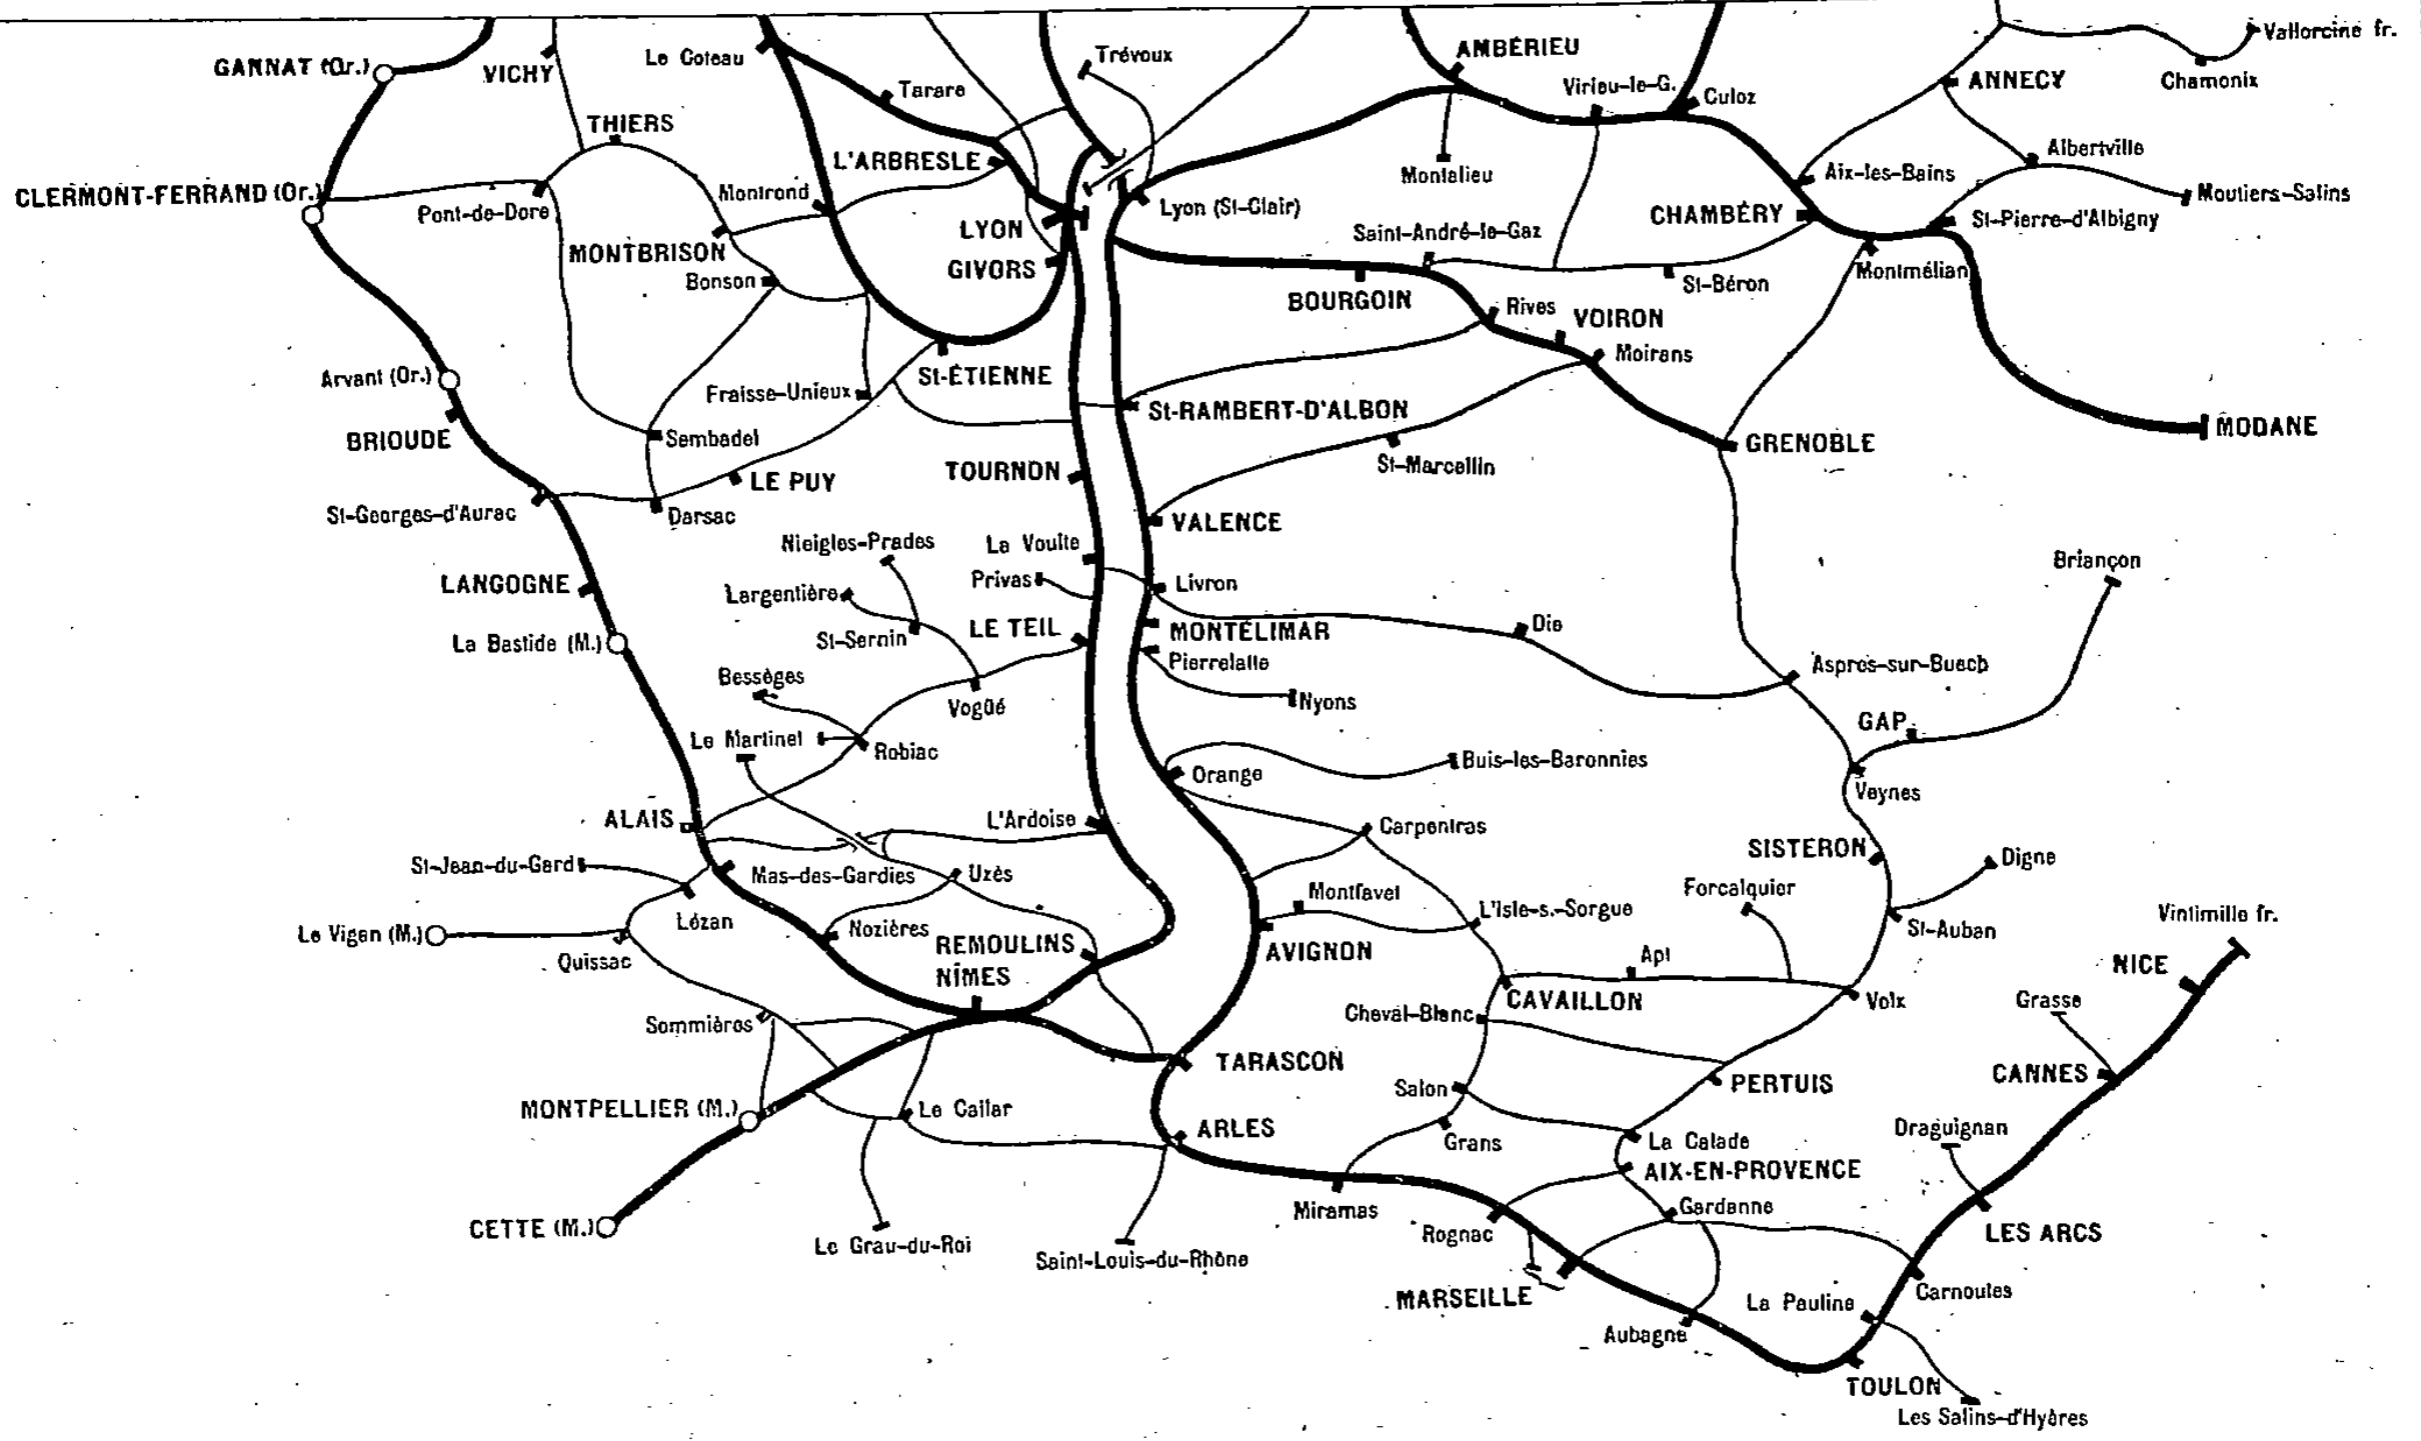 GANNAT (Or.)
VICHY
Le Coteau
Trévoux
AMBÉRIEU
Vallorcine fr.
Tarare
Virieu-le-G.
Culoz
ANNECY
Chamonix
THIERS
L'ARBRESLE
Montalieu
Albertville
CLERMONT-FERRAND (Or.)
Pont-de-Dore
Montrond
Aix-les-Bains
Moutiers-Salins
LYON
Lyon (St-Clair)
CHAMBÉRY
St-Pierre-d'Albigny
MONTBRISON
GIVORS
Saint-André-le-Gaz
Montmélian
Bonson
BOURGOIN
St-Béron
Rives
VOIRON
Moirans
Arvant (Or.)
Fraisse-Unieux
St-ÉTIENNE
St-RAMBERT-D'ALBON
MODANE
BRIOUDE
Sembadel
GRENOBLE
TOURNON
St-Marcellin
LE PUY
St-Georges-d'Aurac
Darsac
VALENCE
Nieigles-Prades
La Voulte
Briançon
LANGOGNE
Largentière
Privas
Livron
La Bastide (M.)
St-Sernin
LE TEIL
MONTÉLIMAR
Die
Pierrelatte
Aspres-sur-Buech
Bessèges
Vogüé
Nyons
GAP
Le Martinet
Robiac
Orange
Buis-les-Baronnies
Veynes
ALAIS
L'Ardoise
Carpentras
SISTERON
Digne
St-Jean-du-Gard
Mas-des-Gardies
Uzès
Montfavet
Forcalquier
Lézan
L'Isle-s.-Sorgue
St-Auban
Vintimille fr.
Le Vigan (M.)
Nozières
REMOULINS
AVIGNON
Quissac
NÎMES
Apt
NICE
CAVAILLON
Volx
Grasse
Sommières
Cheval-Blanc
TARASCON
CANNES
Salon
PERTUIS
MONTPELLIER (M.)
Le Cailar
ARLES
Grans
La Calade
Draguignan
AIX-EN-PROVENCE
Miramas
Gardanne
CETTE (M.)
Le Grau-du-Roi
Saint-Louis-du-Rhône
Rognac
LES ARCS
MARSEILLE
La Pauline
Carnoules
Aubagne
TOULON
Les Salins-d'Hyères